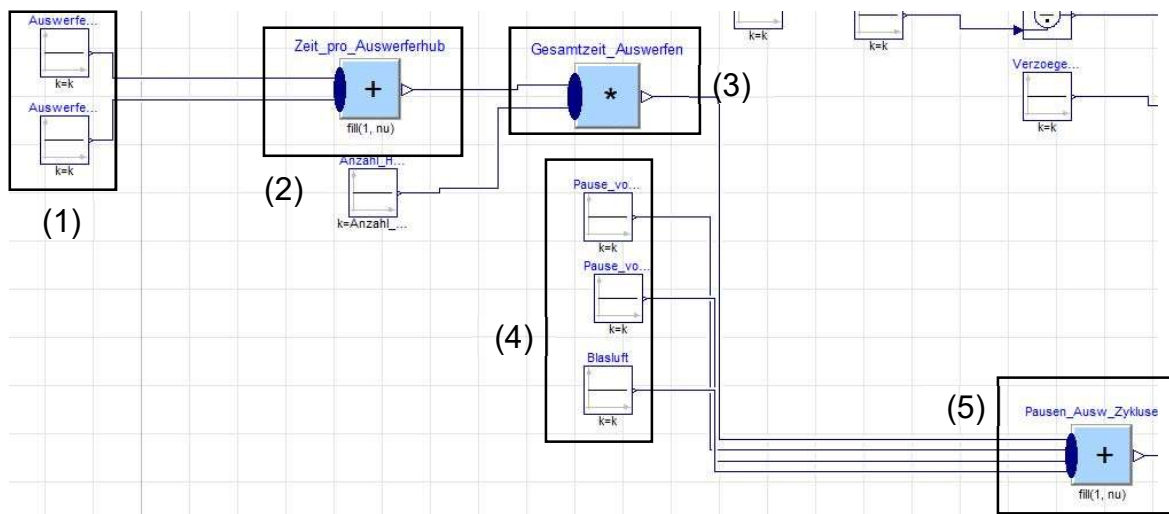 Auswerfe...
k=k
Auswerfe...
k=k
(1)
Zeit_pro_Auswerferhub
+
fill(1, nu)
(2)
Anzahl_H...
k=Anzahl_...
Gesamtzeit_Auswerfen
*
(3)
k=k
k=k
Verzoege...
k=k
Pause_vo...
k=k
Pause_vo...
k=k
Blasluft
k=k
(4)
(5)
Pausen_Ausw_Zykluse
+
fill(1, nu)